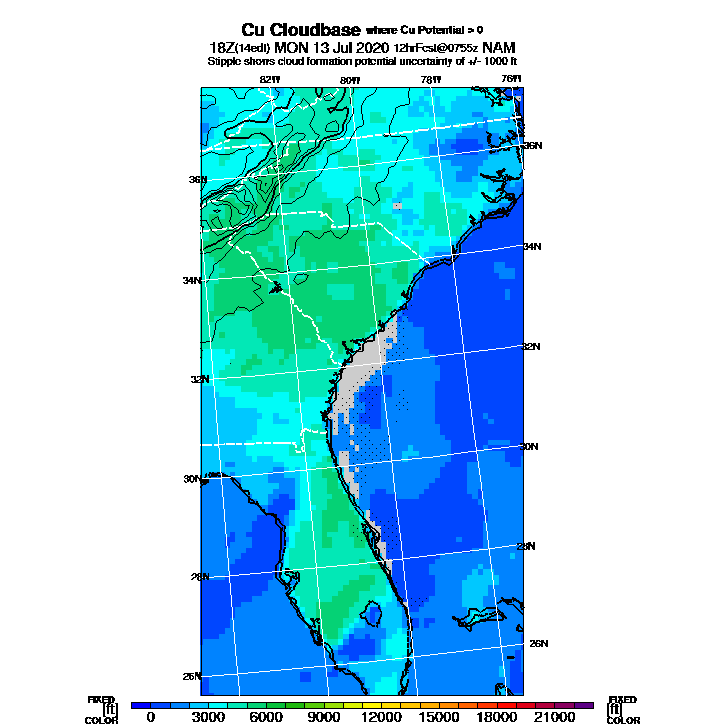 Cu Cloudbase where Cu Potential > 0
18Z(14edt) MON 13 Jul 2020 12hrFcst@0755z NAM
Stipple shows cloud formation potential uncertainty of +/- 1000 ft
82W 80W 78W 76W
36N
36N
34N
34N
32N
32N
30N
30N
28N
28N
26N
26N
FIXED FIXED
[ft] [ft]
COLOR COLOR
0 3000 6000 9000 12000 15000 18000 21000